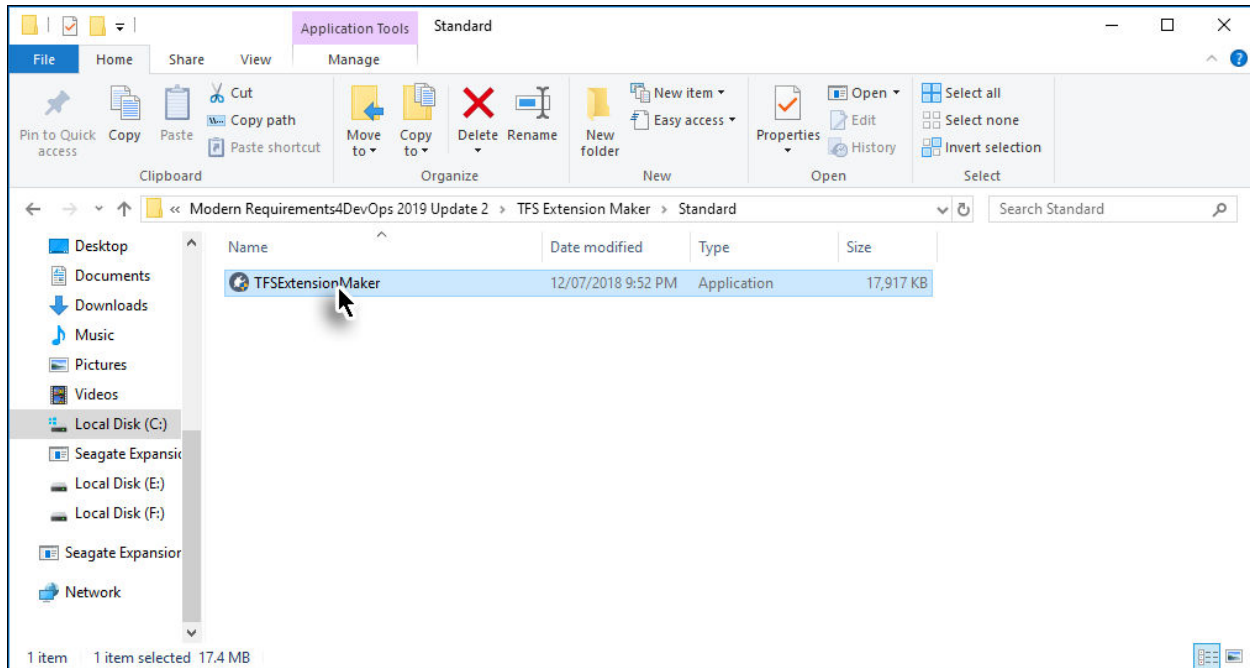 Application Tools Standard
File Home Share View Manage
Pin to Quick access
Copy
Paste
Cut
Copy path
Paste shortcut
Clipboard
Move to
Copy to
Delete
Rename
Organize
New folder
New item
Easy access
New
Properties
Open
Edit
History
Open
Select all
Select none
Invert selection
Select
« Modern Requirements4DevOps 2019 Update 2 > TFS Extension Maker > Standard
Search Standard
Name Date modified Type Size
TFSExtensionMaker 12/07/2018 9:52 PM Application 17,917 KB
Desktop
Documents
Downloads
Music
Pictures
Videos
Local Disk (C:)
Seagate Expansic
Local Disk (E:)
Local Disk (F:)
Seagate Expansior
Network
1 item 1 item selected 17.4 MB